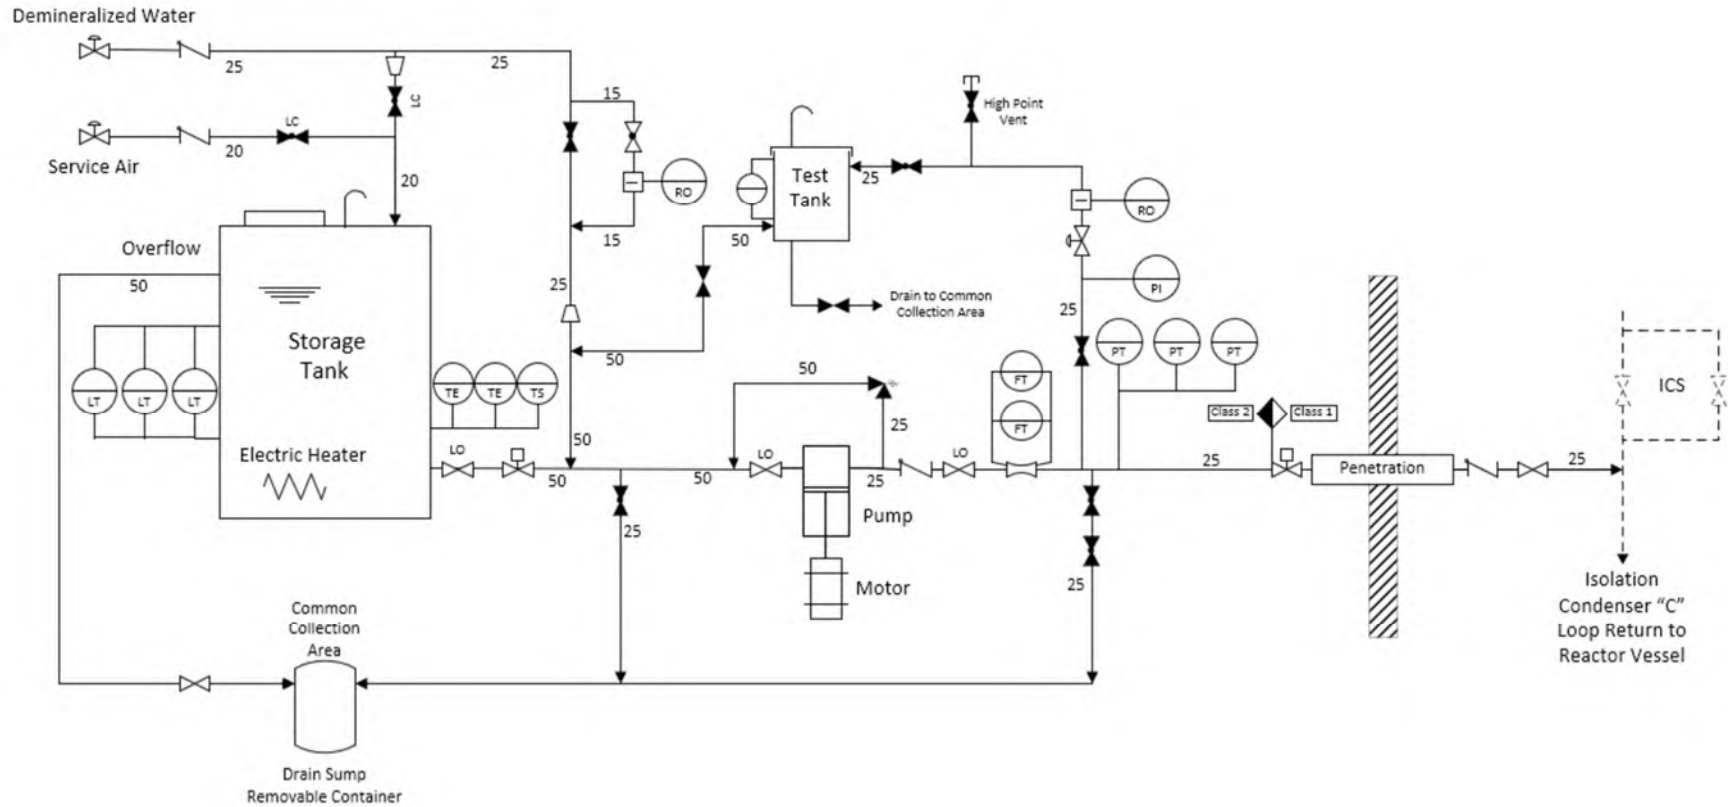 Demineralized Water
25
25
LC
15
LC
20
Service Air
20
RO
15
High Point
Vent
25
Test
Tank
RO
50
Overflow
50
25
PI
Drain to Common
Collection Area
25
Storage
Tank
50
50
FT
FT
PT
PT
PT
ICS
LT
LT
LT
TE
TE
TS
25
Class 2
Class 1
Electric Heater
50
LO
50
50
LO
25
LO
25
Penetration
25
Pump
25
Motor
25
Isolation
Condenser “C”
Loop Return to
Reactor Vessel
Common
Collection
Area
Drain Sump
Removable Container